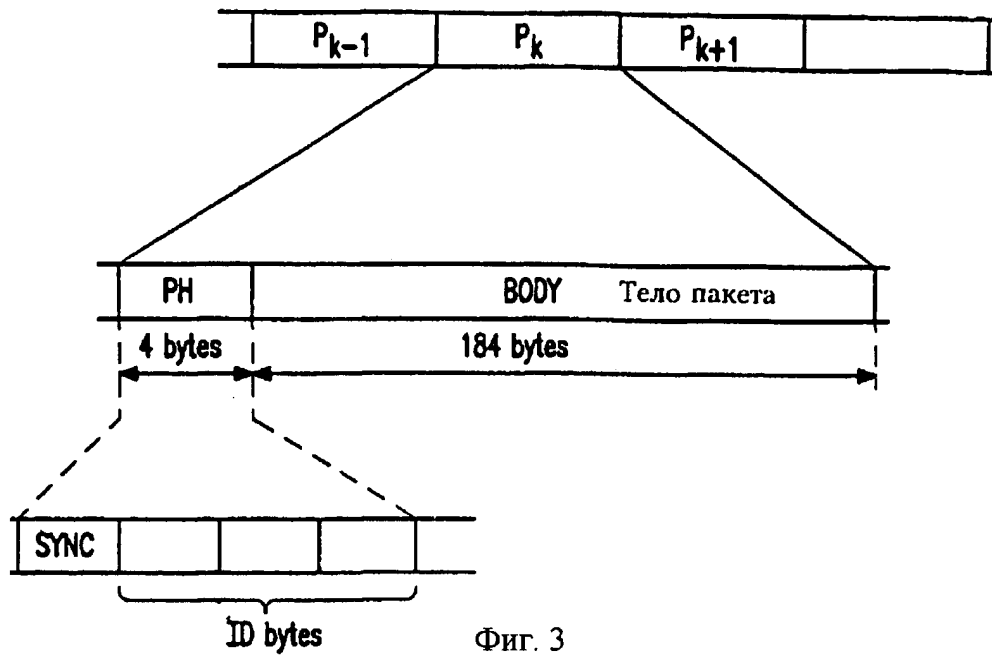 P_{k-1} P_k P_{k+1}
PH BODY Тело пакета
4 bytes 184 bytes
SYNC
ID bytes
Фиг. 3